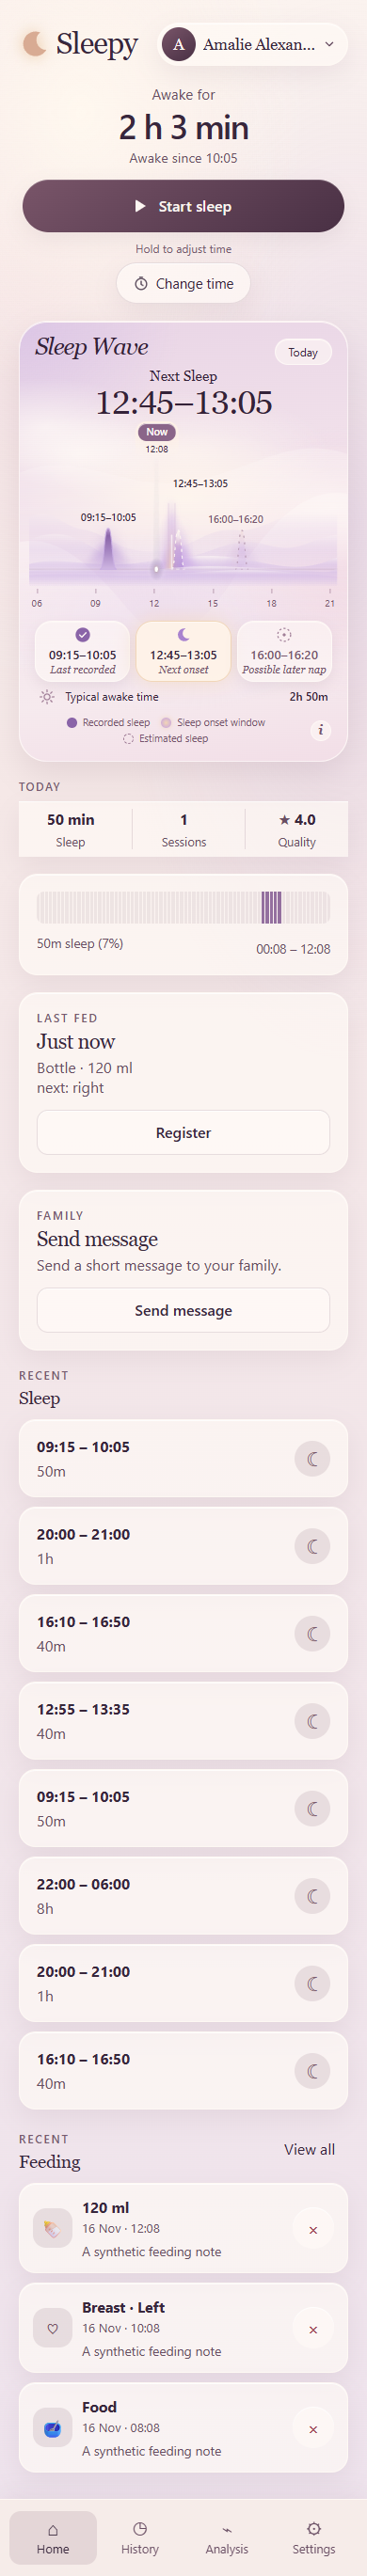 Sleepy
A
Amalie Alexan...
Awake for
2 h 3 min
Awake since 10:05
Start sleep
Hold to adjust time
Change time
Sleep Wave
Today
Next Sleep
12:45–13:05
Now
12:08
12:45–13:05
09:15–10:05
16:00–16:20
06 09 12 15 18 21
09:15–10:05
Last recorded
12:45–13:05
Next onset
16:00–16:20
Possible later nap
Typical awake time
2h 50m
Recorded sleep
Sleep onset window
Estimated sleep
i
TODAY
50 min
Sleep
1
Sessions
★ 4.0
Quality
50m sleep (7%)
00:08 – 12:08
LAST FED
Just now
Bottle · 120 ml
next: right
Register
FAMILY
Send message
Send a short message to your family.
Send message
RECENT
Sleep
09:15 – 10:05
50m
20:00 – 21:00
1h
16:10 – 16:50
40m
12:55 – 13:35
40m
09:15 – 10:05
50m
22:00 – 06:00
8h
20:00 – 21:00
1h
16:10 – 16:50
40m
RECENT
Feeding
View all
120 ml
16 Nov · 12:08
A synthetic feeding note
×
Breast · Left
16 Nov · 10:08
A synthetic feeding note
×
Food
16 Nov · 08:08
A synthetic feeding note
×
Home
History
Analysis
Settings